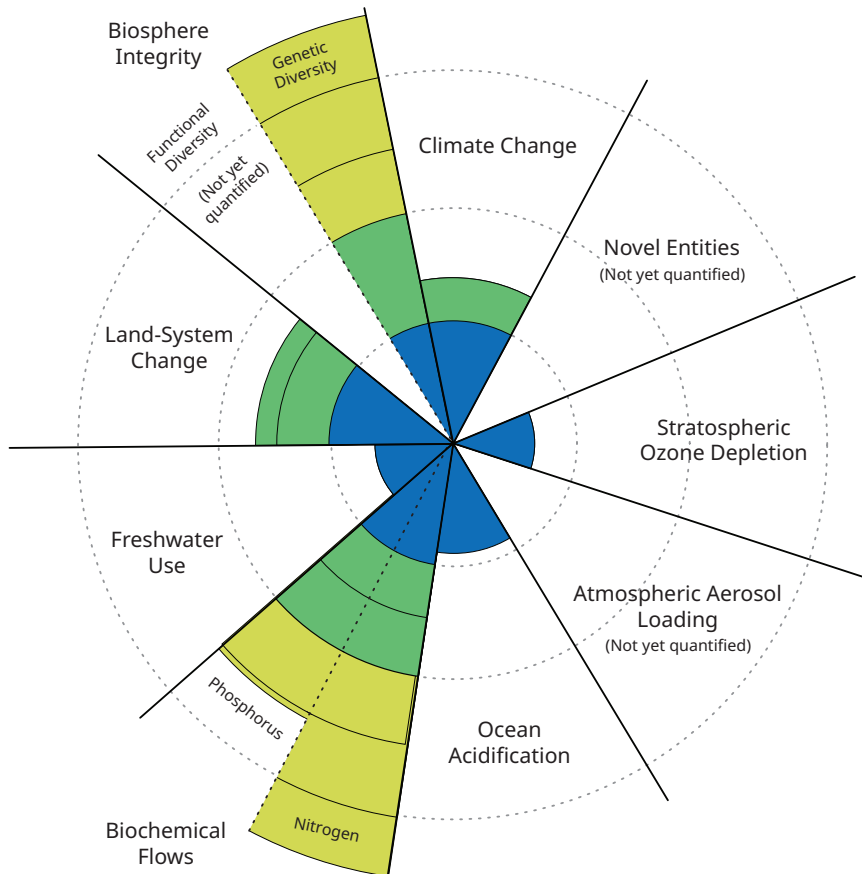 Biosphere
Integrity
Genetic
Diversity
Functional
Diversity
(Not yet
quantified)
Climate Change
Novel Entities
(Not yet quantified)
Land-System
Change
Stratospheric
Ozone Depletion
Freshwater
Use
Atmospheric Aerosol
Loading
(Not yet quantified)
Phosphorus
Ocean
Acidification
Biochemical
Flows
Nitrogen